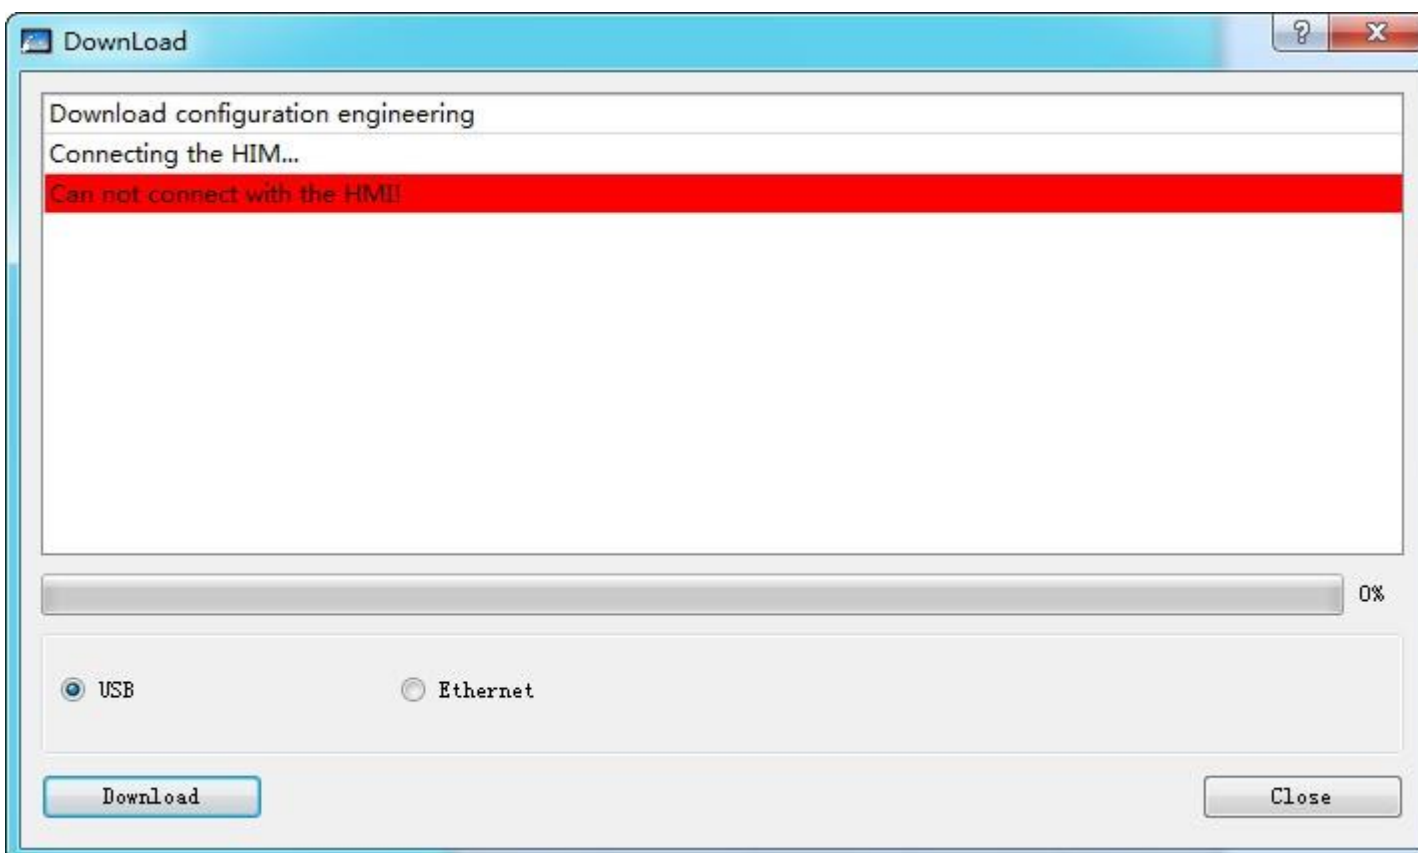 DownLoad
Download configuration engineering
Connecting the HIM...
Can not connect with the HMI!
0%
USB
Ethernet
Download
Close